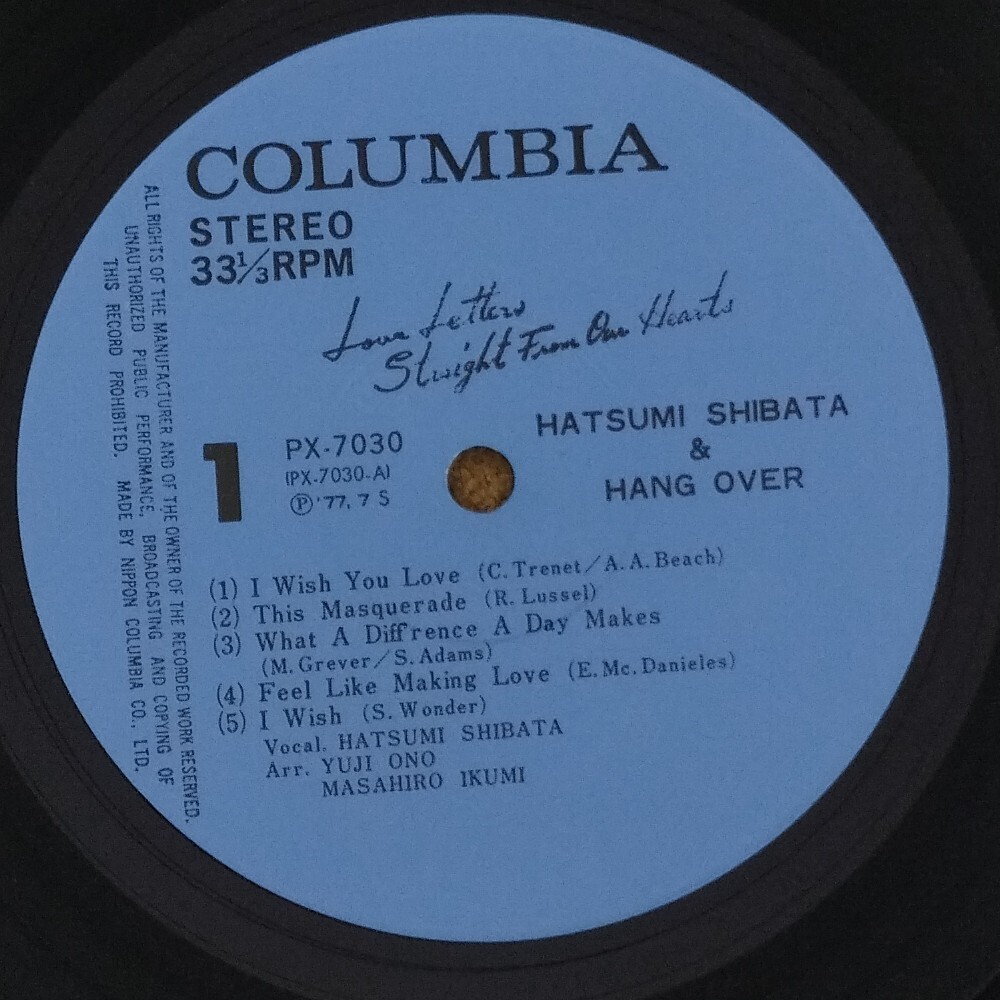 COLUMBIA
STEREO
33⅓RPM
Love Letters
Straight From Our Hearts
HATSUMI SHIBATA
&
HANG OVER
1
PX-7030
(PX-7030-A)
Ⓟ '77, 7 S
(1) I Wish You Love (C. Trenet/A. A. Beach)
(2) This Masquerade (R. Lussel)
(3) What A Diff'rence A Day Makes
(M. Grever/S. Adams)
(4) Feel Like Making Love (E. Mc. Danieles)
(5) I Wish (S. Wonder)
Vocal. HATSUMI SHIBATA
Arr. YUJI ONO
MASAHIRO IKUMI
ALL RIGHTS OF THE MANUFACTURER AND OF THE OWNER OF THE RECORDED WORK RESERVED.
UNAUTHORIZED PUBLIC PERFORMANCE, BROADCASTING AND COPYING OF
THIS RECORD PROHIBITED. MADE BY NIPPON COLUMBIA CO., LTD.